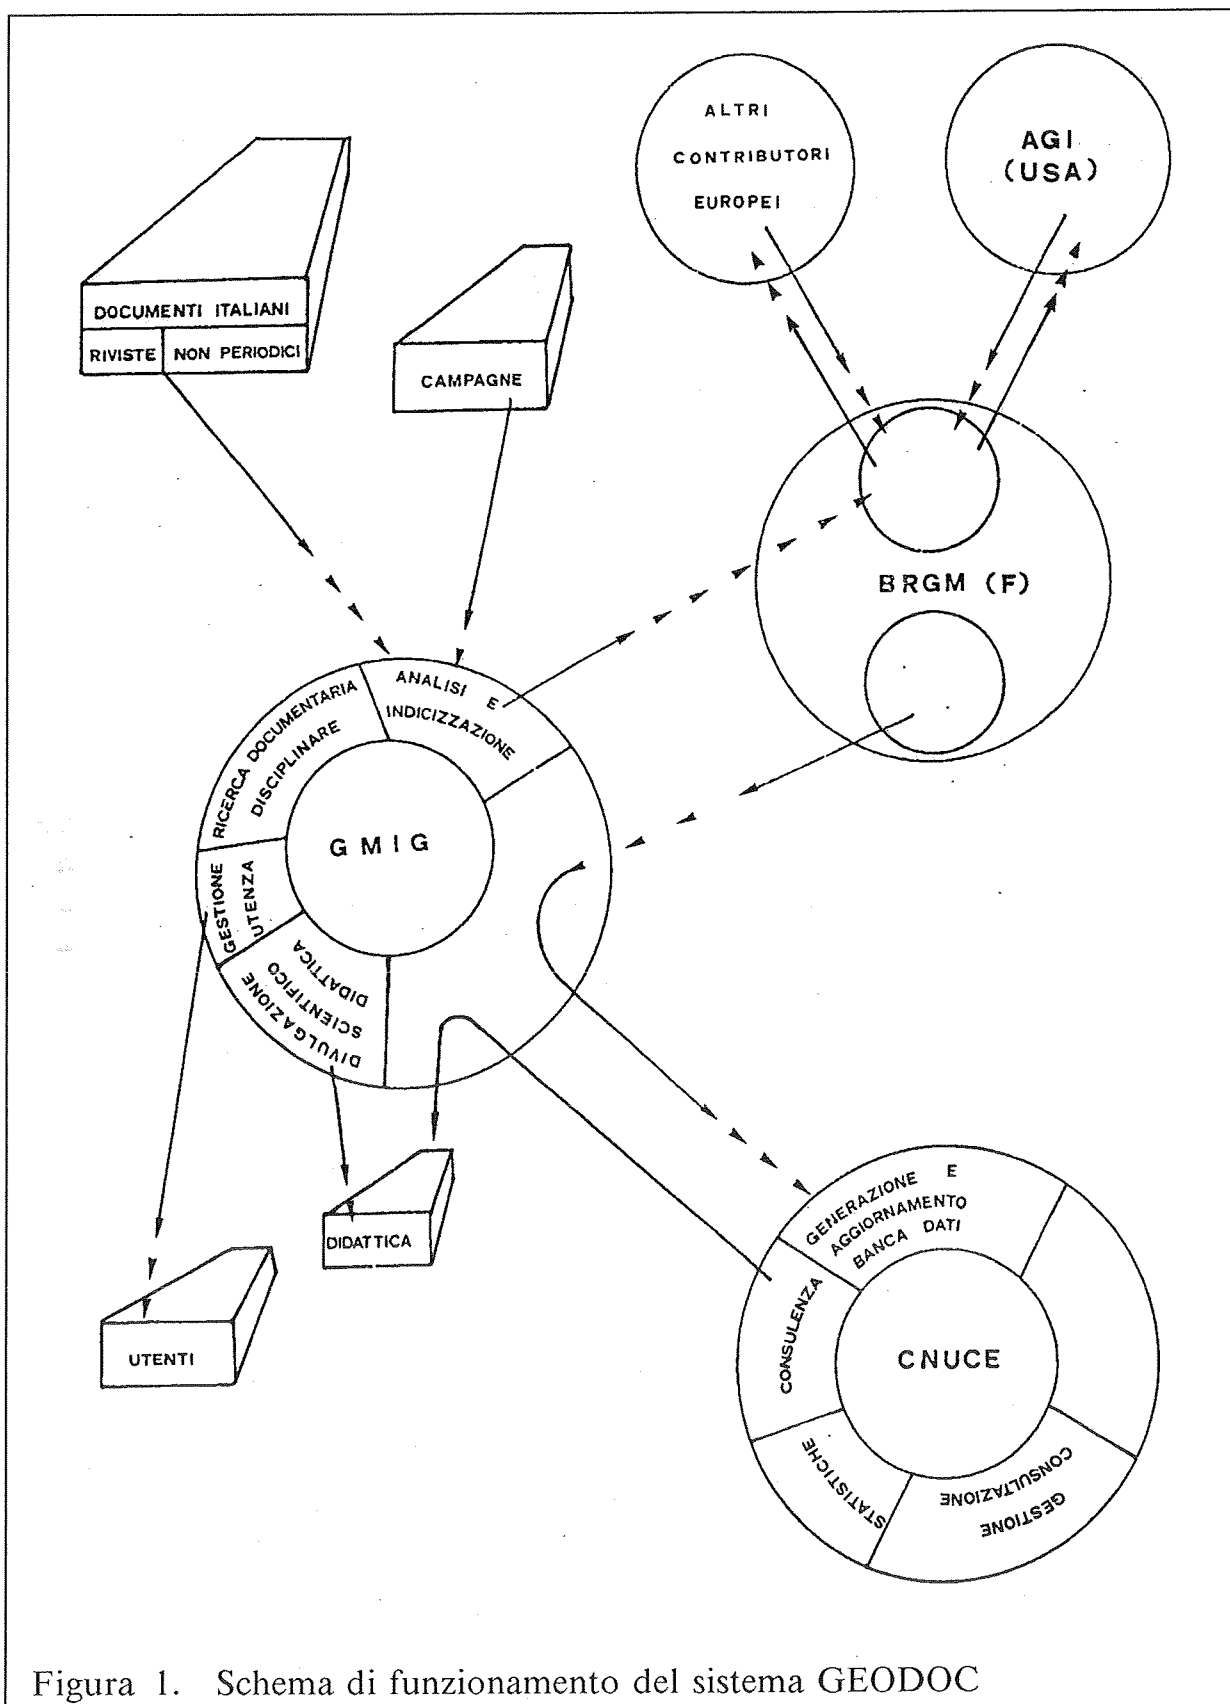 ALTRI
CONTRIBUTORI
EUROPEI
AGI
(USA)
DOCUMENTI ITALIANI
RIVISTE
NON PERIODICI
CAMPAGNE
BRGM (F)
ANALISI E
INDICIZZAZIONE
RICERCA DOCUMENTARIA
DISCIPLINARE
GMIG
GESTIONE
UTENZA
DIVULGAZIONE
SCIENTIFICO
DIDATTICA
DIDATTICA
UTENTI
GENERAZIONE E
AGGIORNAMENTO
BANCA DATI
CONSULENZA
CNUCE
STATISTICHE
GESTIONE
CONSULTAZIONE
Figura 1. Schema di funzionamento del sistema GEODOC